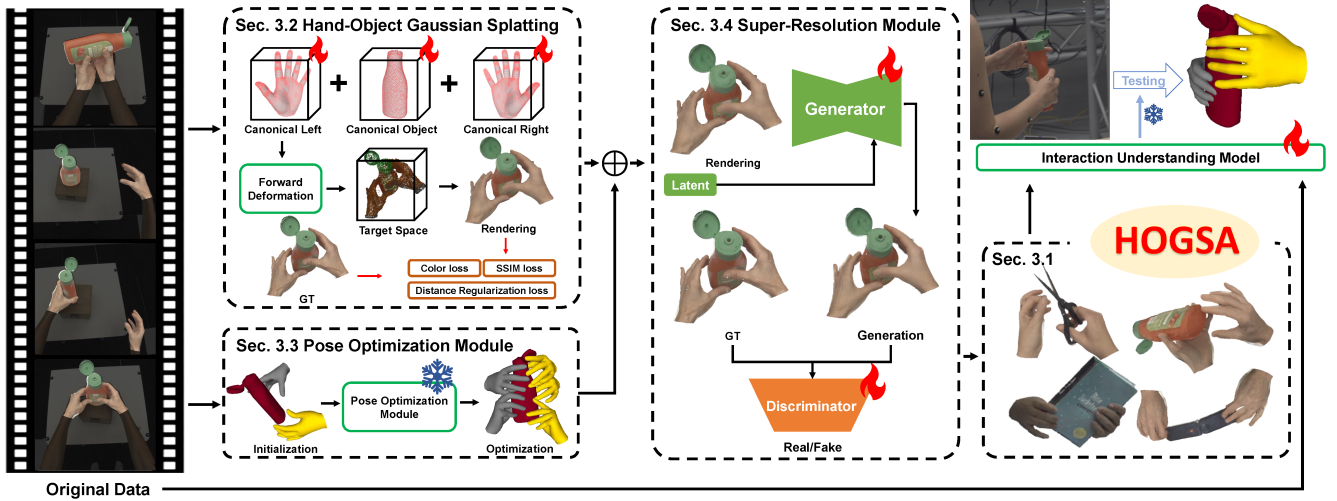 Sec. 3.2 Hand-Object Gaussian Splatting
Canonical Left
Canonical Object
Canonical Right
Forward
Deformation
Target Space
Rendering
GT
Color loss
SSIM loss
Distance Regularization loss
Sec. 3.3 Pose Optimization Module
Initialization
Pose Optimization
Module
Optimization
Sec. 3.4 Super-Resolution Module
Rendering
Generator
Latent
GT
Generation
Discriminator
Real/Fake
Testing
Interaction Understanding Model
HOGSA
Sec. 3.1
Original Data